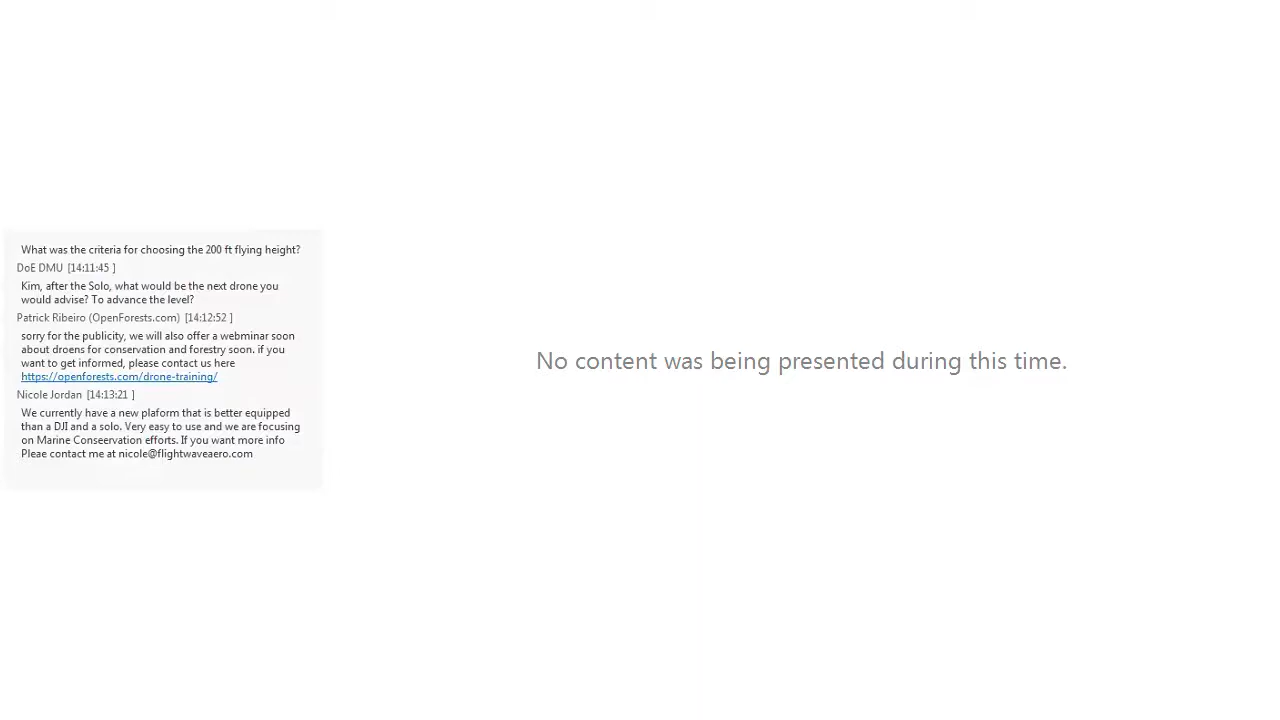 What was the criteria for choosing the 200 ft flying height?
DoE DMU [14:11:45 ]
Kim, after the Solo, what would be the next drone you
would advise? To advance the level?
Patrick Ribeiro (OpenForests.com) [14:12:52 ]
sorry for the publicity, we will also offer a webminar soon
about droens for conservation and forestry soon. if you
want to get informed, please contact us here
https://openforests.com/drone-training/
Nicole Jordan [14:13:21 ]
We currently have a new plaform that is better equipped
than a DJI and a solo. Very easy to use and we are focusing
on Marine Conseervation efforts. If you want more info
Pleae contact me at nicole@flightwaveaero.com
No content was being presented during this time.